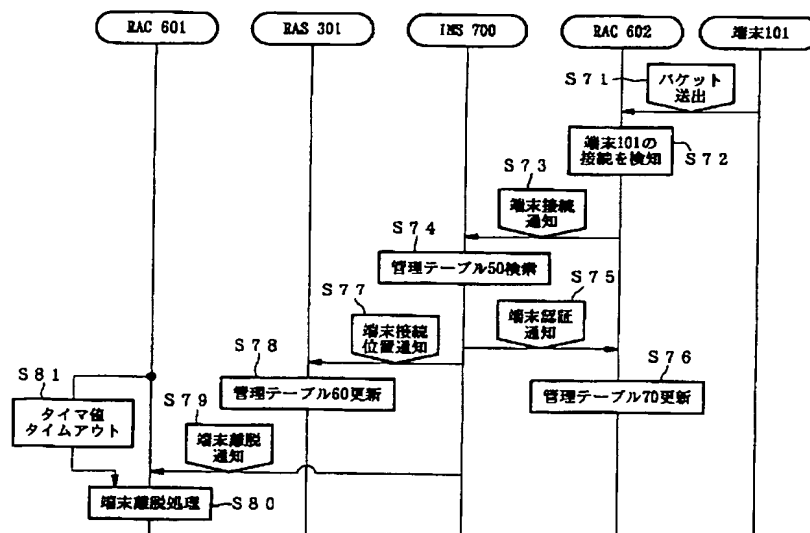 RAC 601
RAS 301
IMS 700
RAC 602
端末101
S71
パケット
送出
端末101の
接続を検知
S72
S73
端末接続
通知
S74
管理テーブル50検索
S75
端末認証
通知
S77
端末接続
位置通知
S76
管理テーブル70更新
S78
管理テーブル60更新
S81
タイマ値
タイムアウト
S79
端末離脱
通知
端末離脱処理
S80